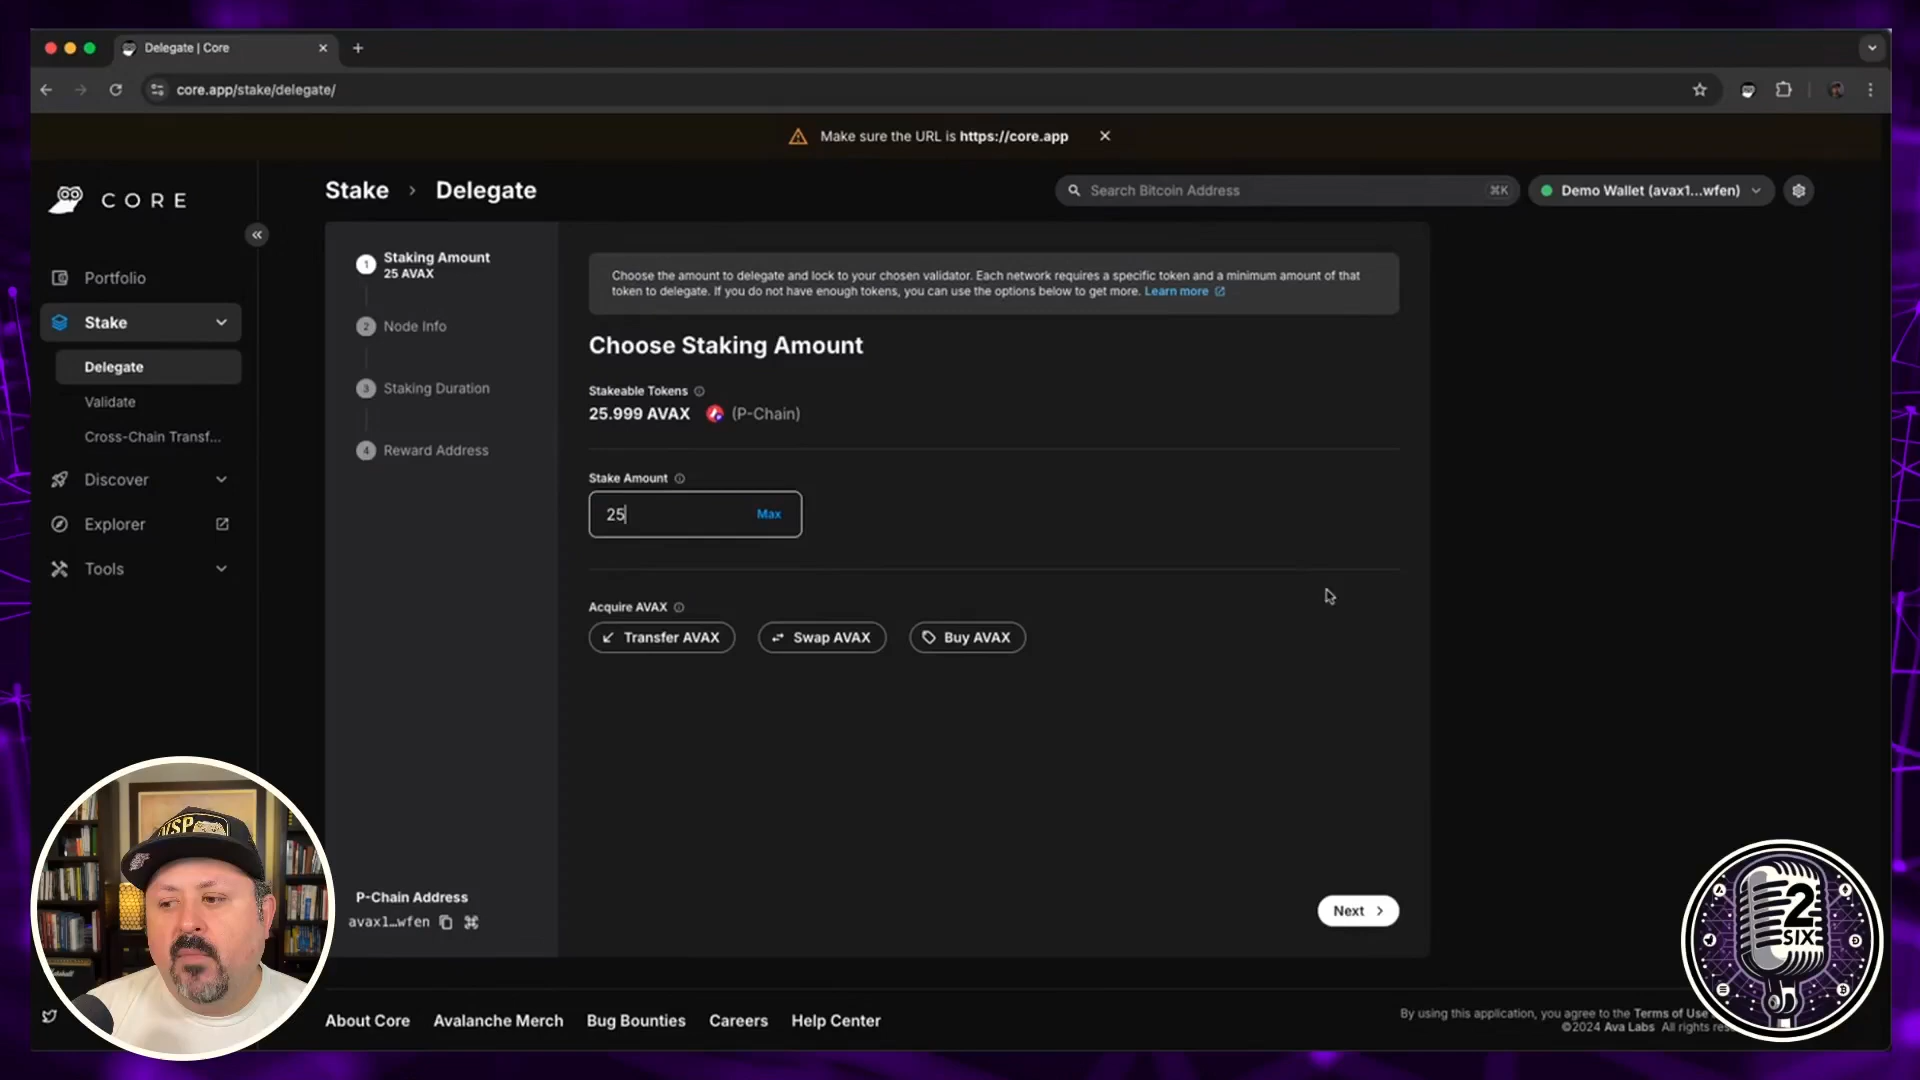 Delegate | Core
core.app/stake/delegate/
Make sure the URL is https://core.app
CORE
Stake > Delegate
Search Bitcoin Address ⌘K
Demo Wallet (avax1...wfen)
Portfolio
Stake
Delegate
Validate
Cross-Chain Transf...
Discover
Explorer
Tools
1 Staking Amount
25 AVAX
2 Node Info
3 Staking Duration
4 Reward Address
P-Chain Address
avax1…wfen
Choose the amount to delegate and lock to your chosen validator. Each network requires a specific token and a minimum amount of that
token to delegate. If you do not have enough tokens, you can use the options below to get more. Learn more
Choose Staking Amount
Stakeable Tokens
25.999 AVAX (P-Chain)
Stake Amount
25 Max
Acquire AVAX
Transfer AVAX Swap AVAX Buy AVAX
Next >
About Core Avalanche Merch Bug Bounties Careers Help Center
By using this application, you agree to the Terms of Use
©2024 Ava Labs All rights res
2
SIX